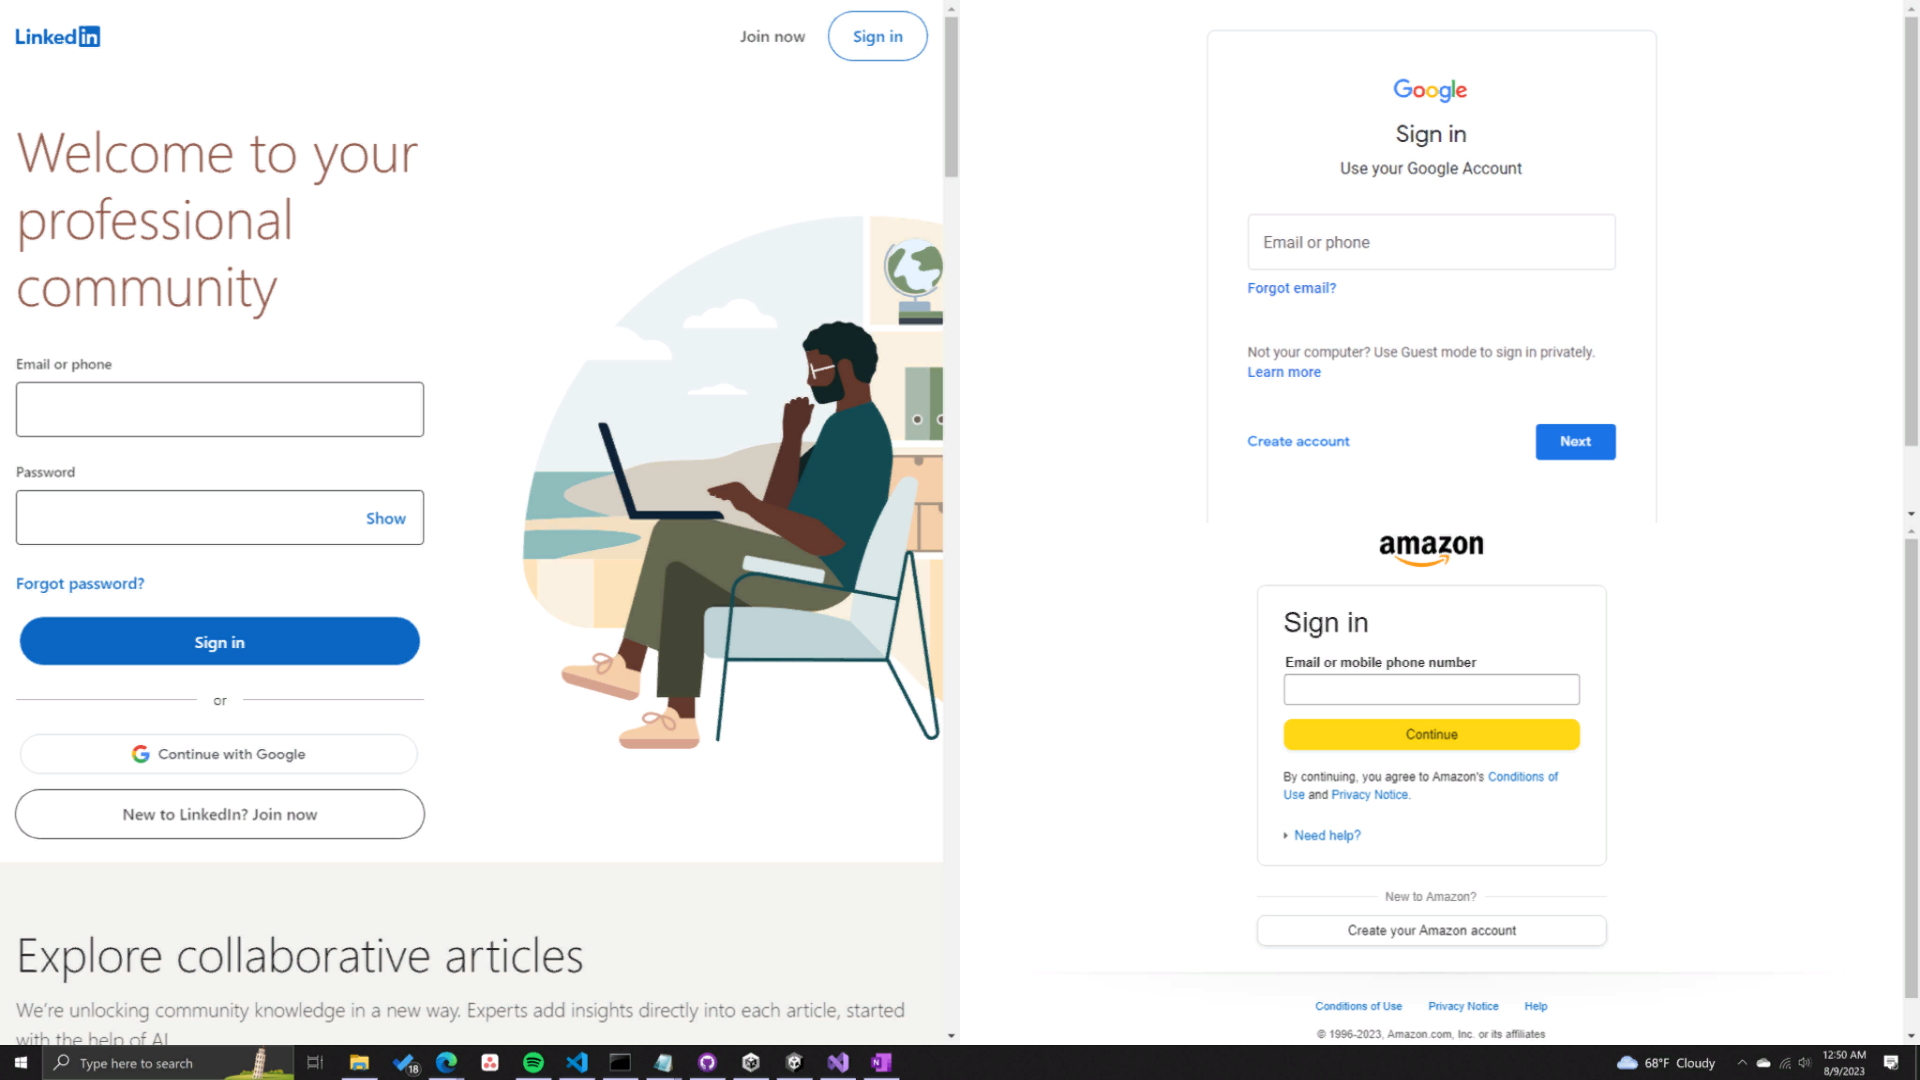 LinkedIn
Join now
Sign in
Welcome to your
professional
community
Email or phone
Password
Show
Forgot password?
Sign in
or
Continue with Google
New to LinkedIn? Join now
Explore collaborative articles
We're unlocking community knowledge in a new way. Experts add insights directly into each article, started
with the help of AI
Google
Sign in
Use your Google Account
Email or phone
Forgot email?
Not your computer? Use Guest mode to sign in privately.
Learn more
Create account
Next
amazon
Sign in
Email or mobile phone number
Continue
By continuing, you agree to Amazon's Conditions of
Use and Privacy Notice.
Need help?
New to Amazon?
Create your Amazon account
Conditions of Use Privacy Notice Help
© 1996-2023, Amazon.com, Inc. or its affiliates
Type here to search
18
N
68°F Cloudy
12:50 AM
8/9/2023